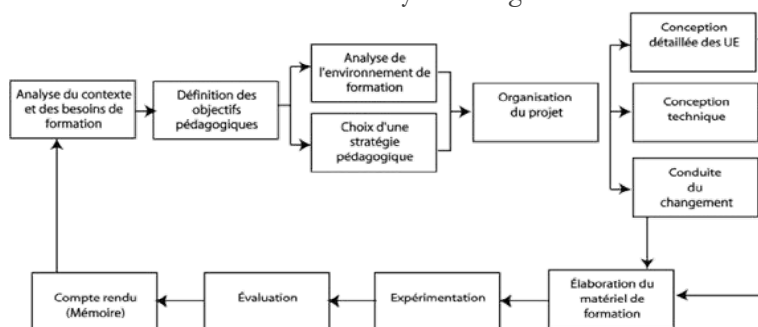 Analyse du contexte
et des besoins de
formation
Définition des
objectifs
pédagogiques
Analyse de
l'environnement de
formation
Choix d'une
stratégie
pédagogique
Organisation
du projet
Conception
détaillée des UE
Conception
technique
Conduite
du
changement
Élaboration du
matériel de
formation
Expérimentation
Évaluation
Compte rendu
(Mémoire)